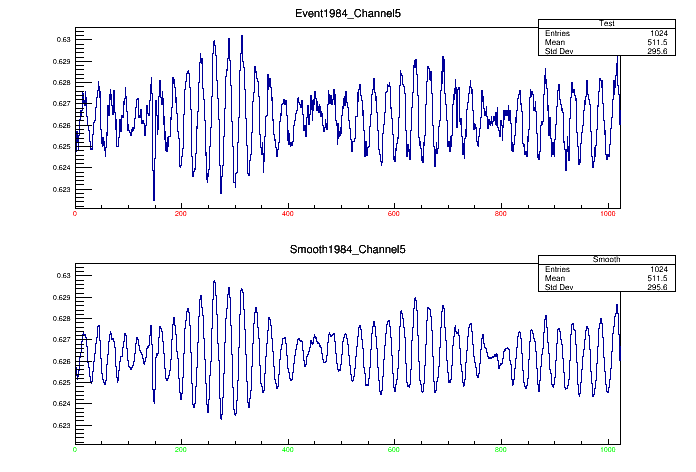 Event1984_Channel5
Test
Entries 1024
Mean 511.5
Std Dev 295.6
0.63
0.629
0.628
0.627
0.626
0.625
0.624
0.623
0 200 400 600 800 1000
Smooth1984_Channel5
Smooth
Entries 1024
Mean 511.5
Std Dev 295.6
0.63
0.629
0.628
0.627
0.626
0.625
0.624
0.623
0 200 400 600 800 1000